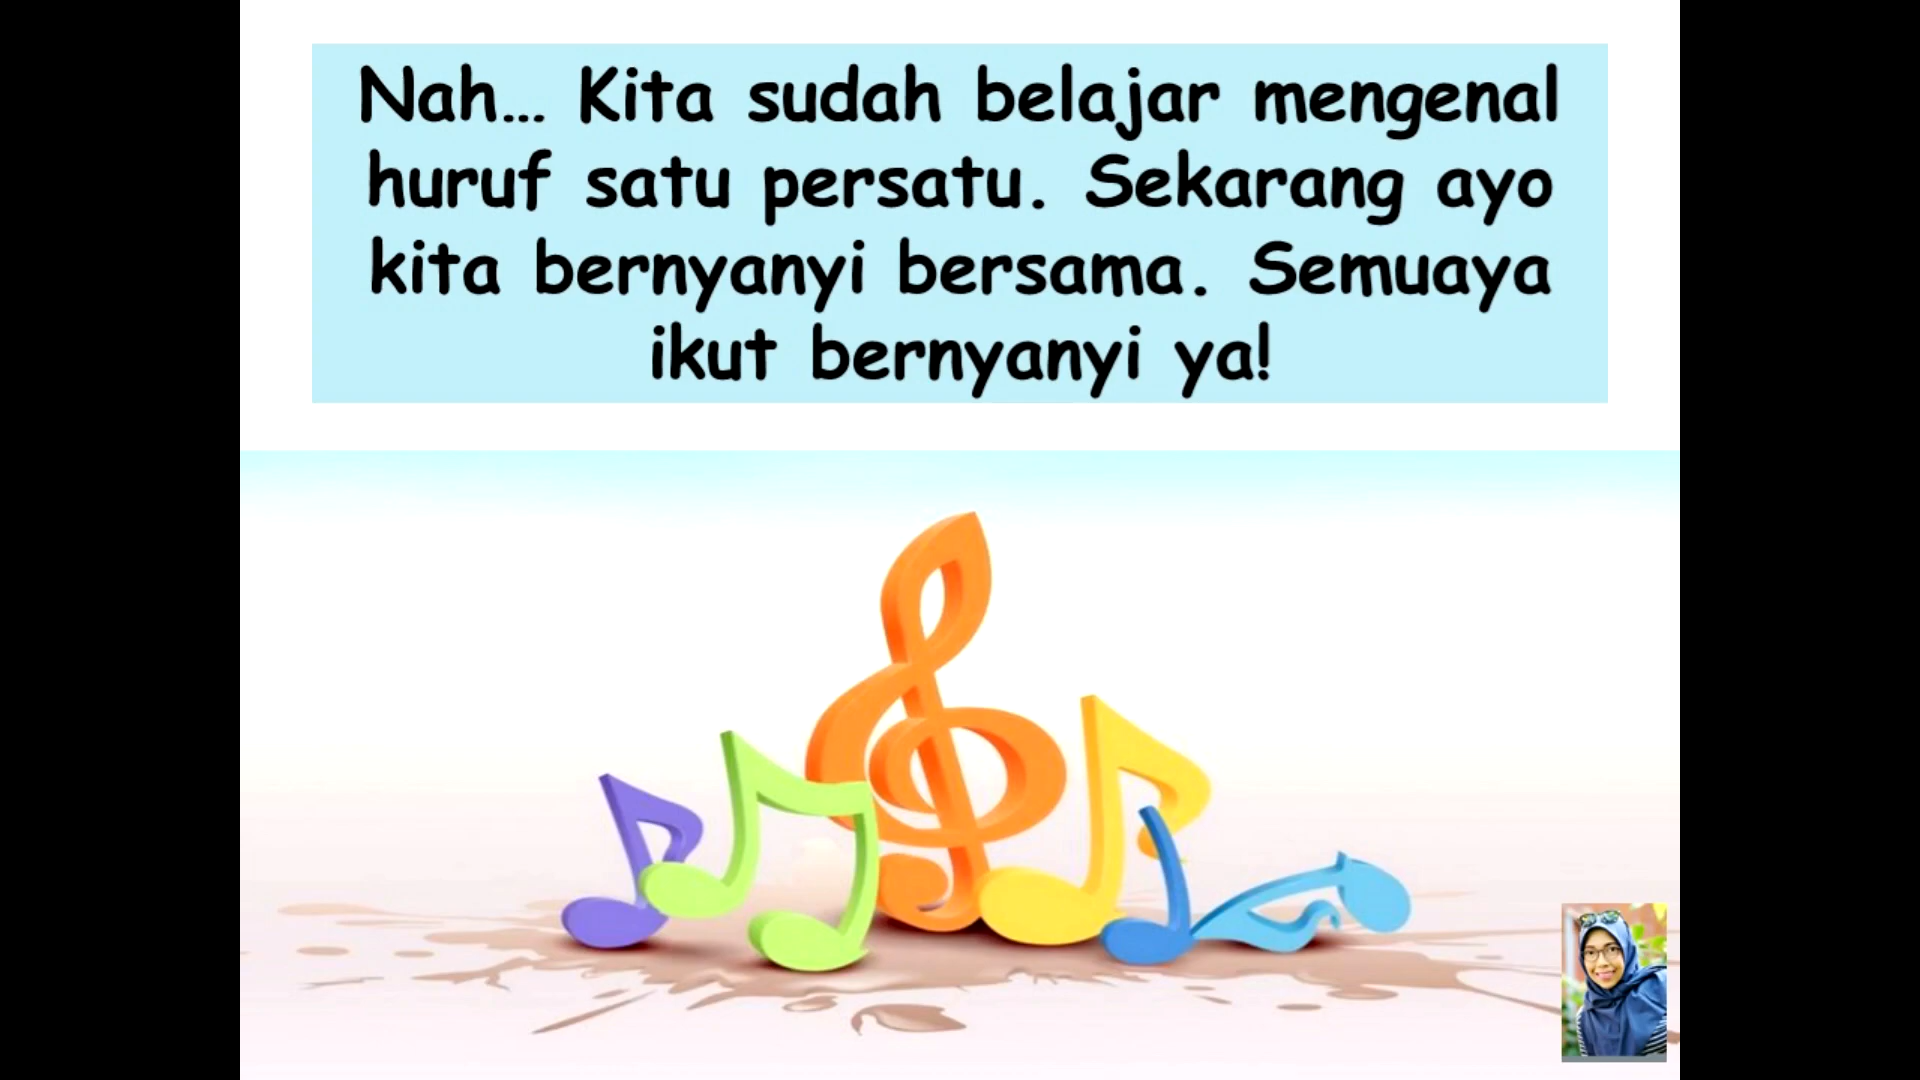 Nah... Kita sudah belajar mengenal
huruf satu persatu. Sekarang ayo
kita bernyanyi bersama. Semuaya
ikut bernyanyi ya!